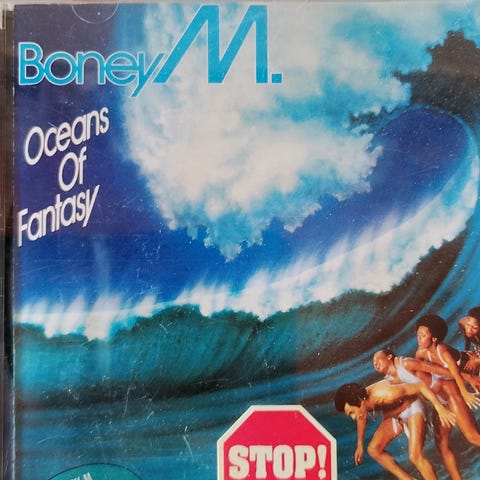 Boney M.
Oceans
Of
Fantasy
STOP!